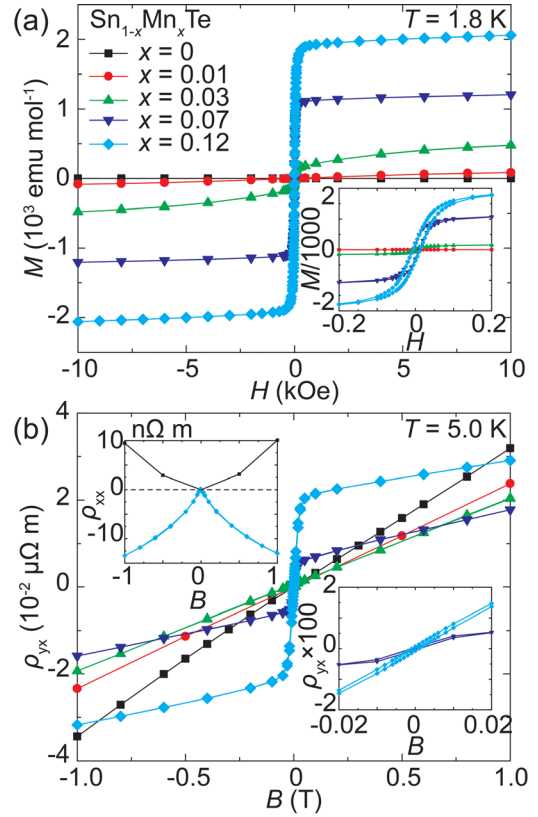 (a)
Sn1-xMnxTe
T = 1.8 K
x = 0
x = 0.01
x = 0.03
x = 0.07
x = 0.12
M (10³ emu mol⁻¹)
2
1
0
-1
-2
M/1000
2
0
-2
-0.2
0
0.2
H
-10
-5
0
5
10
H (kOe)
(b)
T = 5.0 K
ρyx (10⁻² μΩ m)
4
2
0
-2
-4
nΩ m
ρxx
10
0
-10
-1
0
1
B
ρyx×100
2
0
-2
-0.02
0
0.02
B
-1.0
-0.5
0
0.5
1.0
B (T)